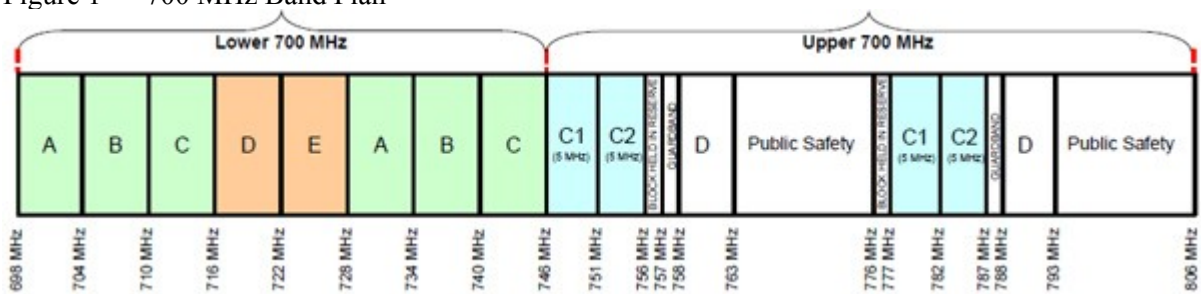 Figure 1 — 700 MHz Band Plan
Lower 700 MHz
Upper 700 MHz
A
B
C
D
E
A
B
C
C1
(5 MHz)
C2
(5 MHz)
BLOCK HELD IN RESERVE
GUARDBAND
D
Public Safety
BLOCK HELD IN RESERVE
C1
(5 MHz)
C2
(5 MHz)
GUARDBAND
D
Public Safety
698 MHz
704 MHz
710 MHz
716 MHz
722 MHz
728 MHz
734 MHz
740 MHz
746 MHz
751 MHz
756 MHz
757 MHz
758 MHz
763 MHz
776 MHz
777 MHz
782 MHz
787 MHz
788 MHz
793 MHz
806 MHz